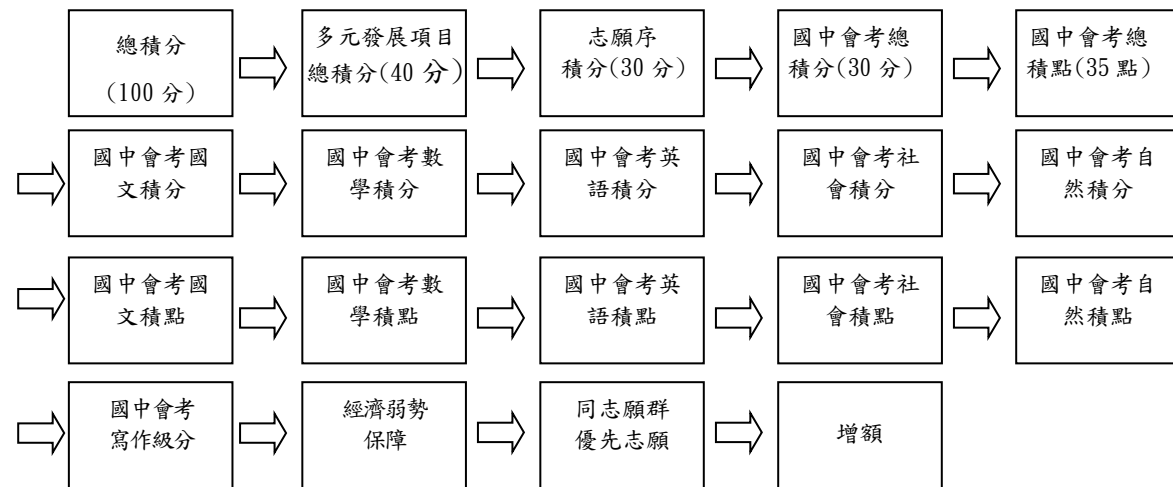 總積分
(100 分)
多元發展項目
總積分(40 分)
志願序
積分(30 分)
國中會考總
積分(30 分)
國中會考總
積點(35 點)
國中會考國
文積分
國中會考數
學積分
國中會考英
語積分
國中會考社
會積分
國中會考自
然積分
國中會考國
文積點
國中會考數
學積點
國中會考英
語積點
國中會考社
會積點
國中會考自
然積點
國中會考
寫作級分
經濟弱勢
保障
同志願群
優先志願
增額